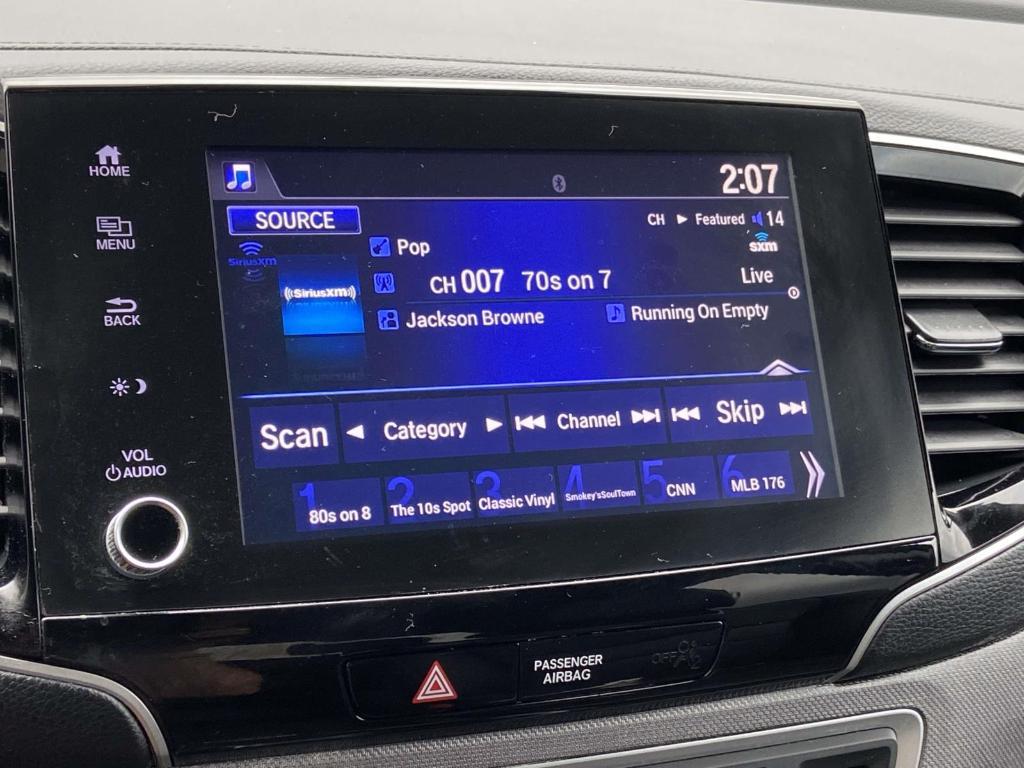 HOME
MENU
BACK
VOL
AUDIO
2:07
SOURCE
CH ▶ Featured 14
SiriusXM
sxm
Pop
((SiriusXM))
CH 007 70s on 7
Live
Jackson Browne
Running On Empty
Scan
◀ Category ▶
Channel
Skip
1 80s on 8
2 The 10s Spot
3 Classic Vinyl
4 Smokey'sSoulTown
5 CNN
6 MLB 176
PASSENGER
AIRBAG
OFF